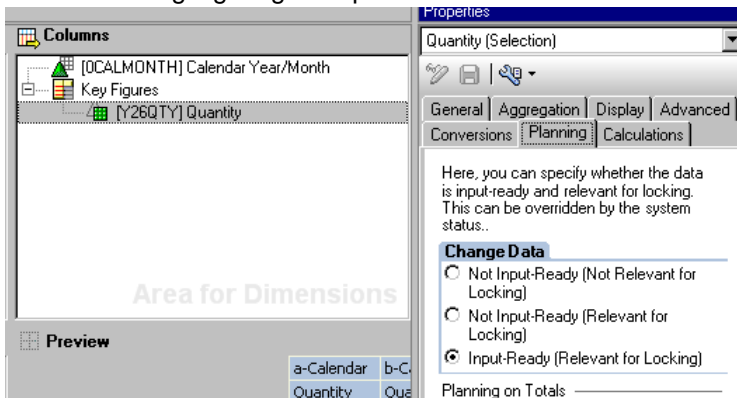 Properties
Columns
Quantity (Selection)
[0CALMONTH] Calendar Year/Month
Key Figures
[Y26QTY] Quantity
General Aggregation Display Advanced
Conversions Planning Calculations
Here, you can specify whether the data
is input-ready and relevant for locking.
This can be overridden by the system
status..
Change Data
Not Input-Ready (Not Relevant for
Locking)
Not Input-Ready (Relevant for
Locking)
Input-Ready (Relevant for Locking)
Area for Dimensions
Preview
a-Calendar
Quantity
Planning on Totals